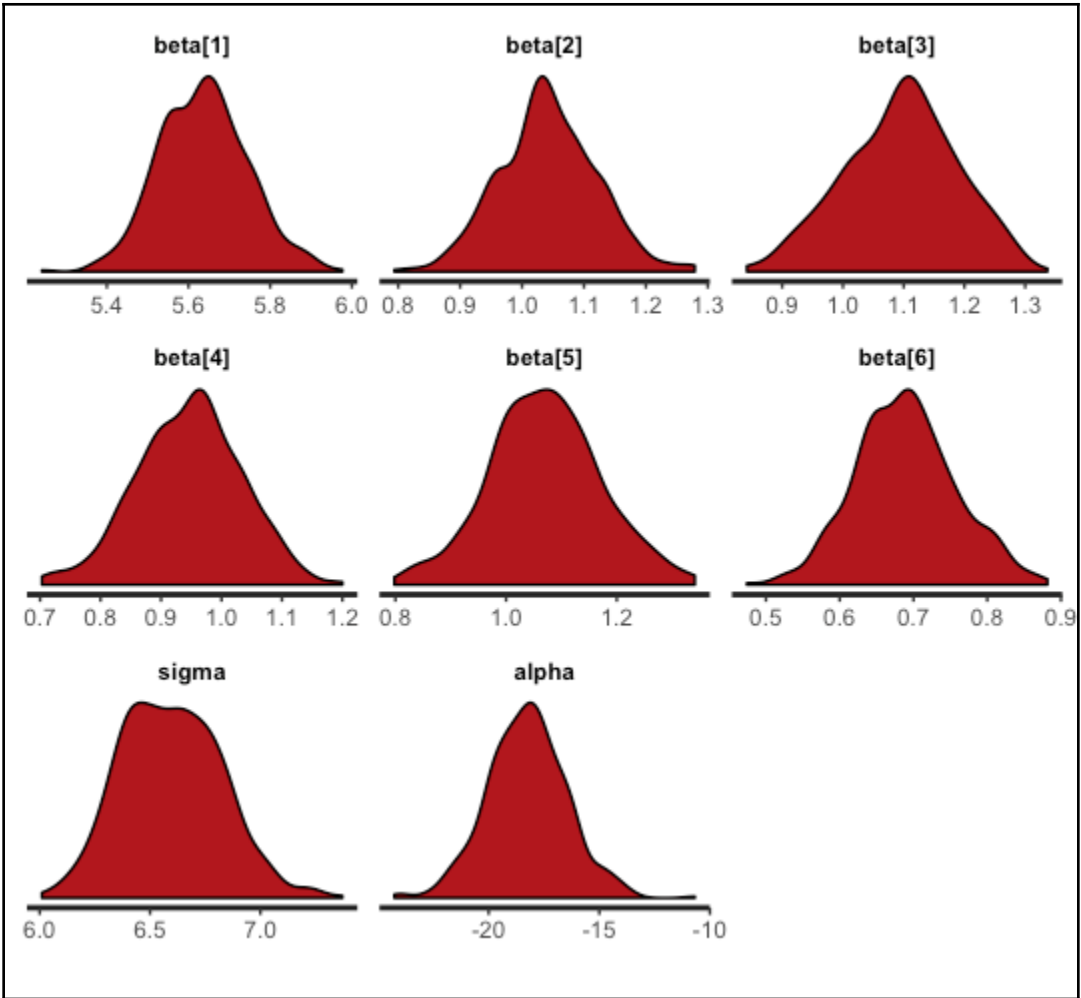 beta[1] beta[2] beta[3]
5.4 5.6 5.8 6.0 0.8 0.9 1.0 1.1 1.2 1.3 0.9 1.0 1.1 1.2 1.3
beta[4] beta[5] beta[6]
0.7 0.8 0.9 1.0 1.1 1.2 0.8 1.0 1.2 0.5 0.6 0.7 0.8 0.9
sigma alpha
6.0 6.5 7.0 -20 -15 -10